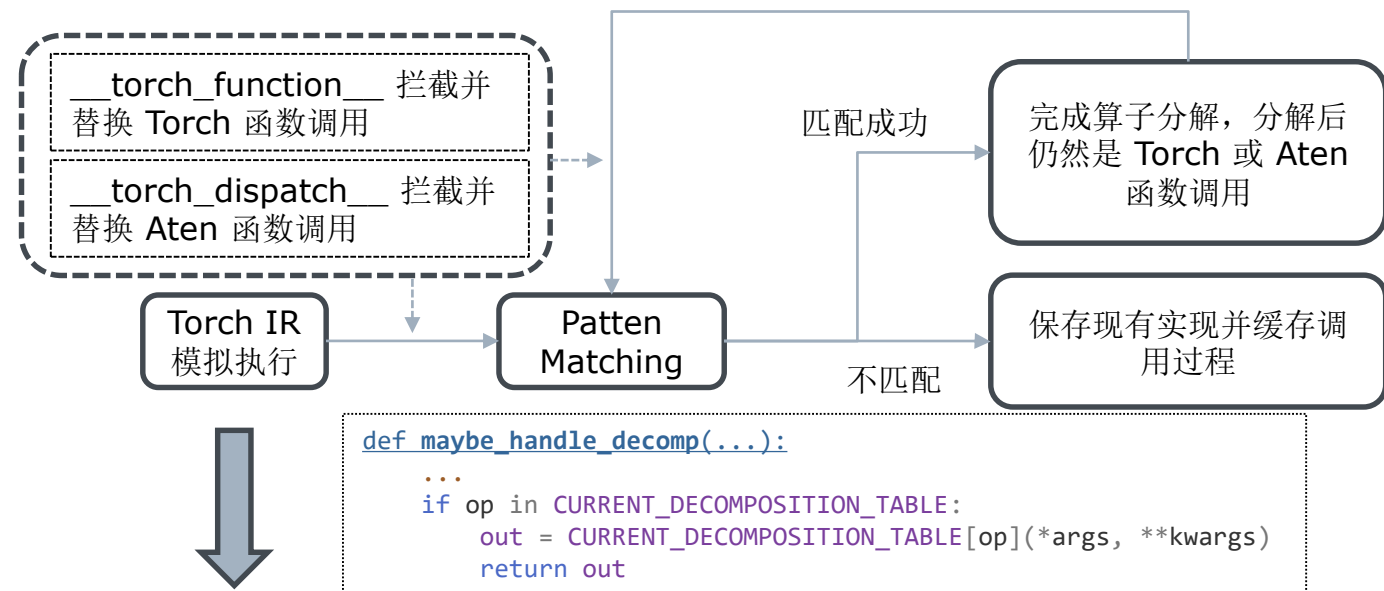 __torch_function__ 拦截并
替换 Torch 函数调用
__torch_dispatch__ 拦截并
替换 Aten 函数调用
匹配成功
完成算子分解，分解后
仍然是 Torch 或 Aten
函数调用
Torch IR
模拟执行
Patten
Matching
不匹配
保存现有实现并缓存调
用过程
def maybe_handle_decomp(...):
...
if op in CURRENT_DECOMPOSITION_TABLE:
out = CURRENT_DECOMPOSITION_TABLE[op](*args, **kwargs)
return out